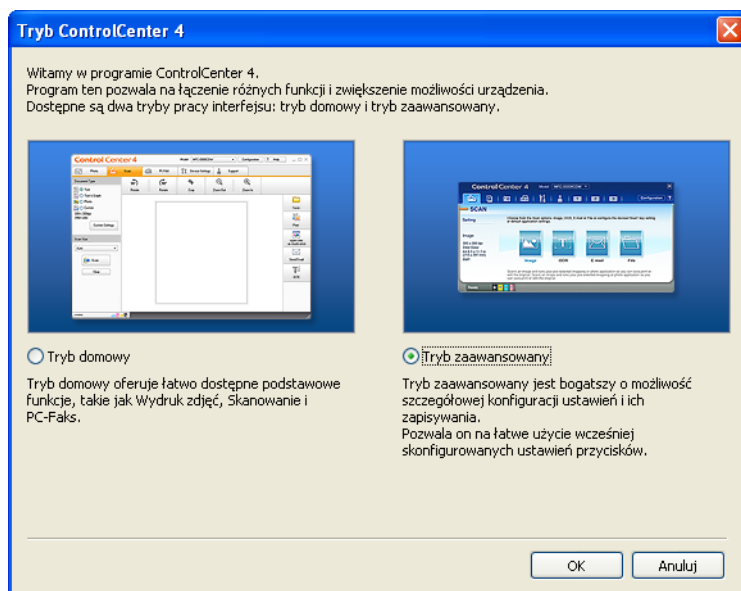 Tryb ControlCenter 4
Witamy w programie ControlCenter 4.
Program ten pozwala na łączenie różnych funkcji i zwiększenie możliwości urządzenia.
Dostępne są dwa tryby pracy interfejsu: tryb domowy i tryb zaawansowany.
Control Center 4
Control Center 4
SCAN
Image
OCR
E-mail
File
Tryb domowy
Tryb domowy oferuje łatwo dostępne podstawowe
funkcje, takie jak Wydruk zdjęć, Skanowanie i
PC-Faks.
Tryb zaawansowany
Tryb zaawansowany jest bogatszy o możliwość
szczegółowej konfiguracji ustawień i ich
zapisywania.
Pozwala on na łatwe użycie wcześniej
skonfigurowanych ustawień przycisków.
OK
Anuluj